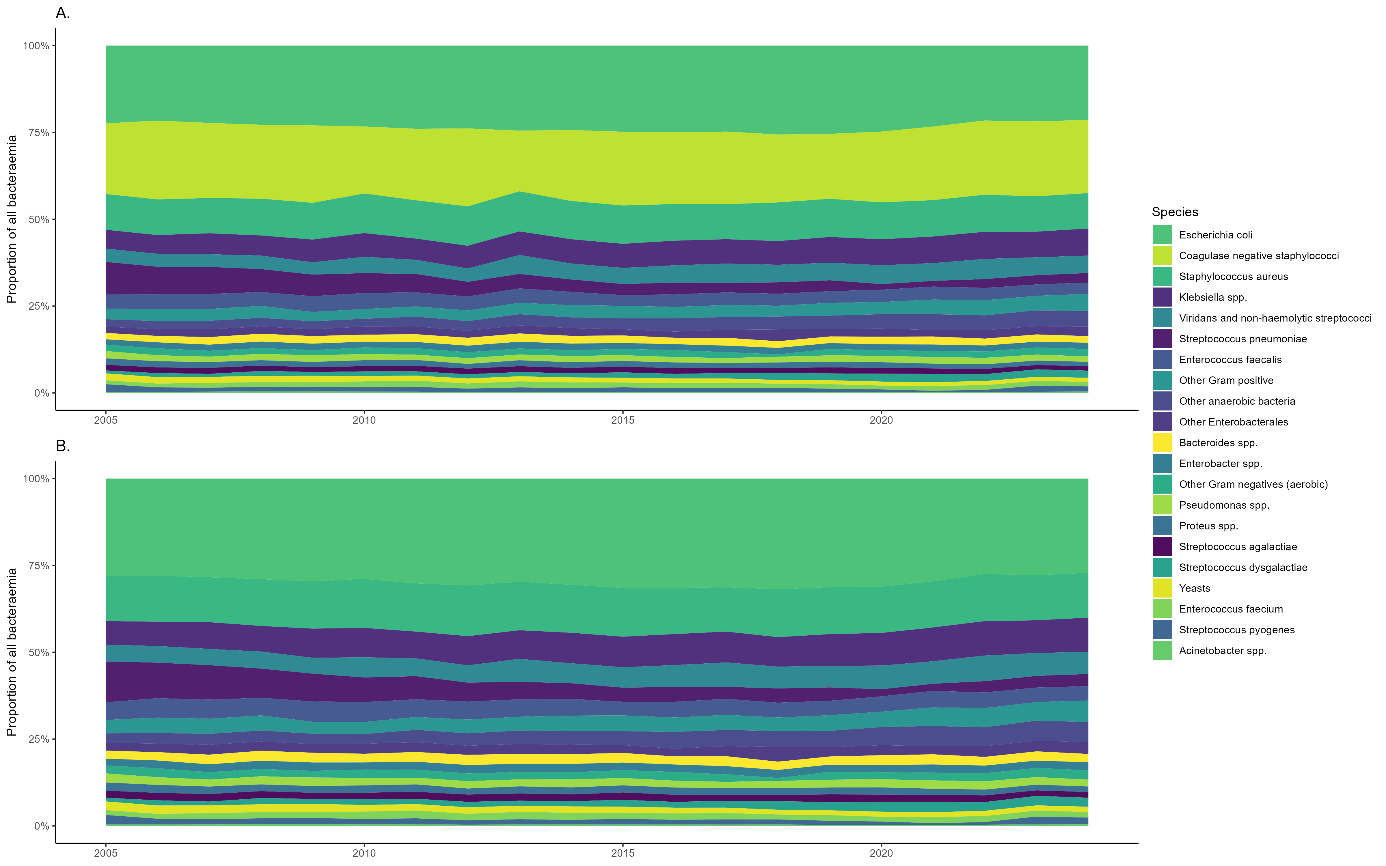 A.
Proportion of all bacteraemia
100%
75%
50%
25%
0%
2005
2010
2015
2020
B.
Proportion of all bacteraemia
100%
75%
50%
25%
0%
2005
2010
2015
2020
Species
Escherichia coli
Coagulase negative staphylococci
Staphylococcus aureus
Klebsiella spp.
Viridans and non-haemolytic streptococci
Streptococcus pneumoniae
Enterococcus faecalis
Other Gram positive
Other anaerobic bacteria
Other Enterobacterales
Bacteroides spp.
Enterobacter spp.
Other Gram negatives (aerobic)
Pseudomonas spp.
Proteus spp.
Streptococcus agalactiae
Streptococcus dysgalactiae
Yeasts
Enterococcus faecium
Streptococcus pyogenes
Acinetobacter spp.